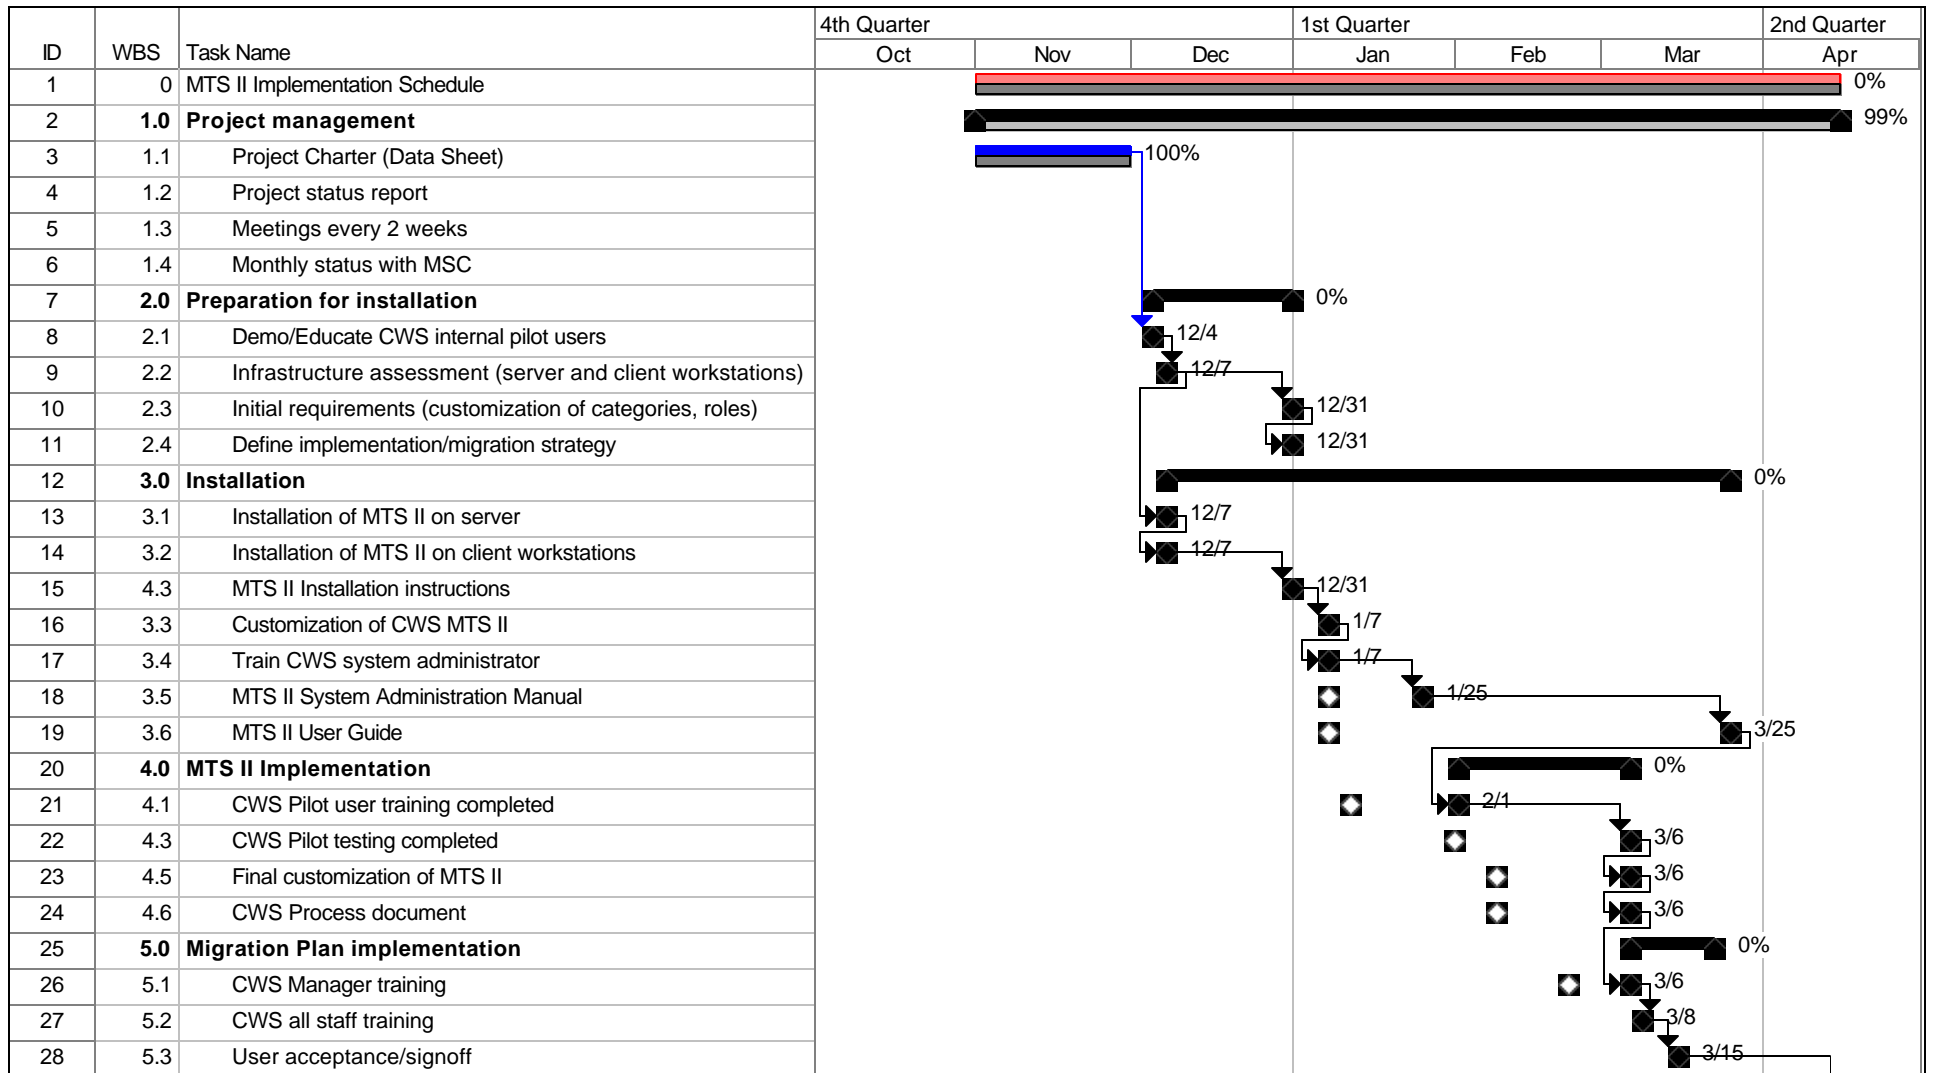 4th Quarter 1st Quarter 2nd Quarter
ID WBS Task Name Oct Nov Dec Jan Feb Mar Apr
1 0 MTS II Implementation Schedule 0%
2 1.0 Project management 99%
3 1.1 Project Charter (Data Sheet) 100%
4 1.2 Project status report
5 1.3 Meetings every 2 weeks
6 1.4 Monthly status with MSC
7 2.0 Preparation for installation 0%
8 2.1 Demo/Educate CWS internal pilot users 12/4
9 2.2 Infrastructure assessment (server and client workstations) 12/7
10 2.3 Initial requirements (customization of categories, roles) 12/31
11 2.4 Define implementation/migration strategy 12/31
12 3.0 Installation 0%
13 3.1 Installation of MTS II on server 12/7
14 3.2 Installation of MTS II on client workstations 12/7
15 4.3 MTS II Installation instructions 12/31
16 3.3 Customization of CWS MTS II 1/7
17 3.4 Train CWS system administrator 1/7
18 3.5 MTS II System Administration Manual 1/25
19 3.6 MTS II User Guide 3/25
20 4.0 MTS II Implementation 0%
21 4.1 CWS Pilot user training completed 2/1
22 4.3 CWS Pilot testing completed 3/6
23 4.5 Final customization of MTS II 3/6
24 4.6 CWS Process document 3/6
25 5.0 Migration Plan implementation 0%
26 5.1 CWS Manager training 3/6
27 5.2 CWS all staff training 3/8
28 5.3 User acceptance/signoff 3/15